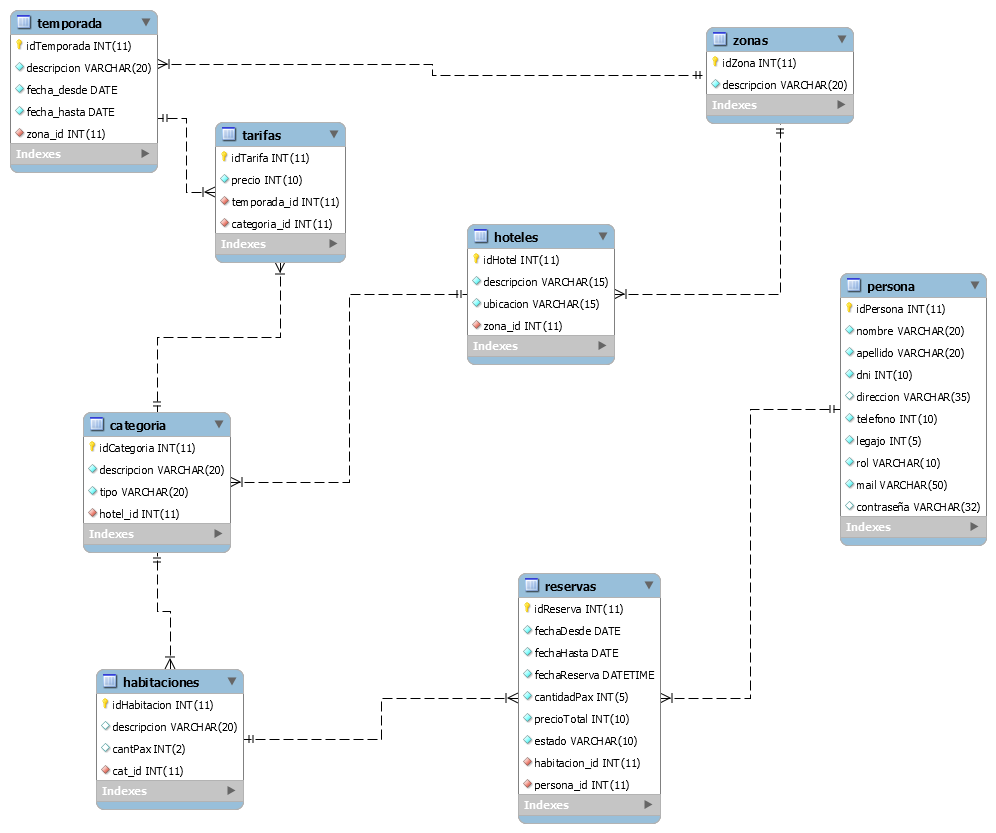 temporada
idTemporada INT(11)
descripcion VARCHAR(20)
fecha_desde DATE
fecha_hasta DATE
zona_id INT(11)
Indexes
zonas
idZona INT(11)
descripcion VARCHAR(20)
Indexes
tarifas
idTarifa INT(11)
precio INT(10)
temporada_id INT(11)
categoria_id INT(11)
Indexes
hoteles
idHotel INT(11)
descripcion VARCHAR(15)
ubicacion VARCHAR(15)
zona_id INT(11)
Indexes
persona
idPersona INT(11)
nombre VARCHAR(20)
apellido VARCHAR(20)
dni INT(10)
direccion VARCHAR(35)
telefono INT(10)
legajo INT(5)
rol VARCHAR(10)
mail VARCHAR(50)
contraseña VARCHAR(32)
Indexes
categoria
idCategoria INT(11)
descripcion VARCHAR(20)
tipo VARCHAR(20)
hotel_id INT(11)
Indexes
reservas
idReserva INT(11)
fechaDesde DATE
fechaHasta DATE
fechaReserva DATETIME
cantidadPax INT(5)
precioTotal INT(10)
estado VARCHAR(10)
habitacion_id INT(11)
persona_id INT(11)
Indexes
habitaciones
idHabitacion INT(11)
descripcion VARCHAR(20)
cantPax INT(2)
cat_id INT(11)
Indexes